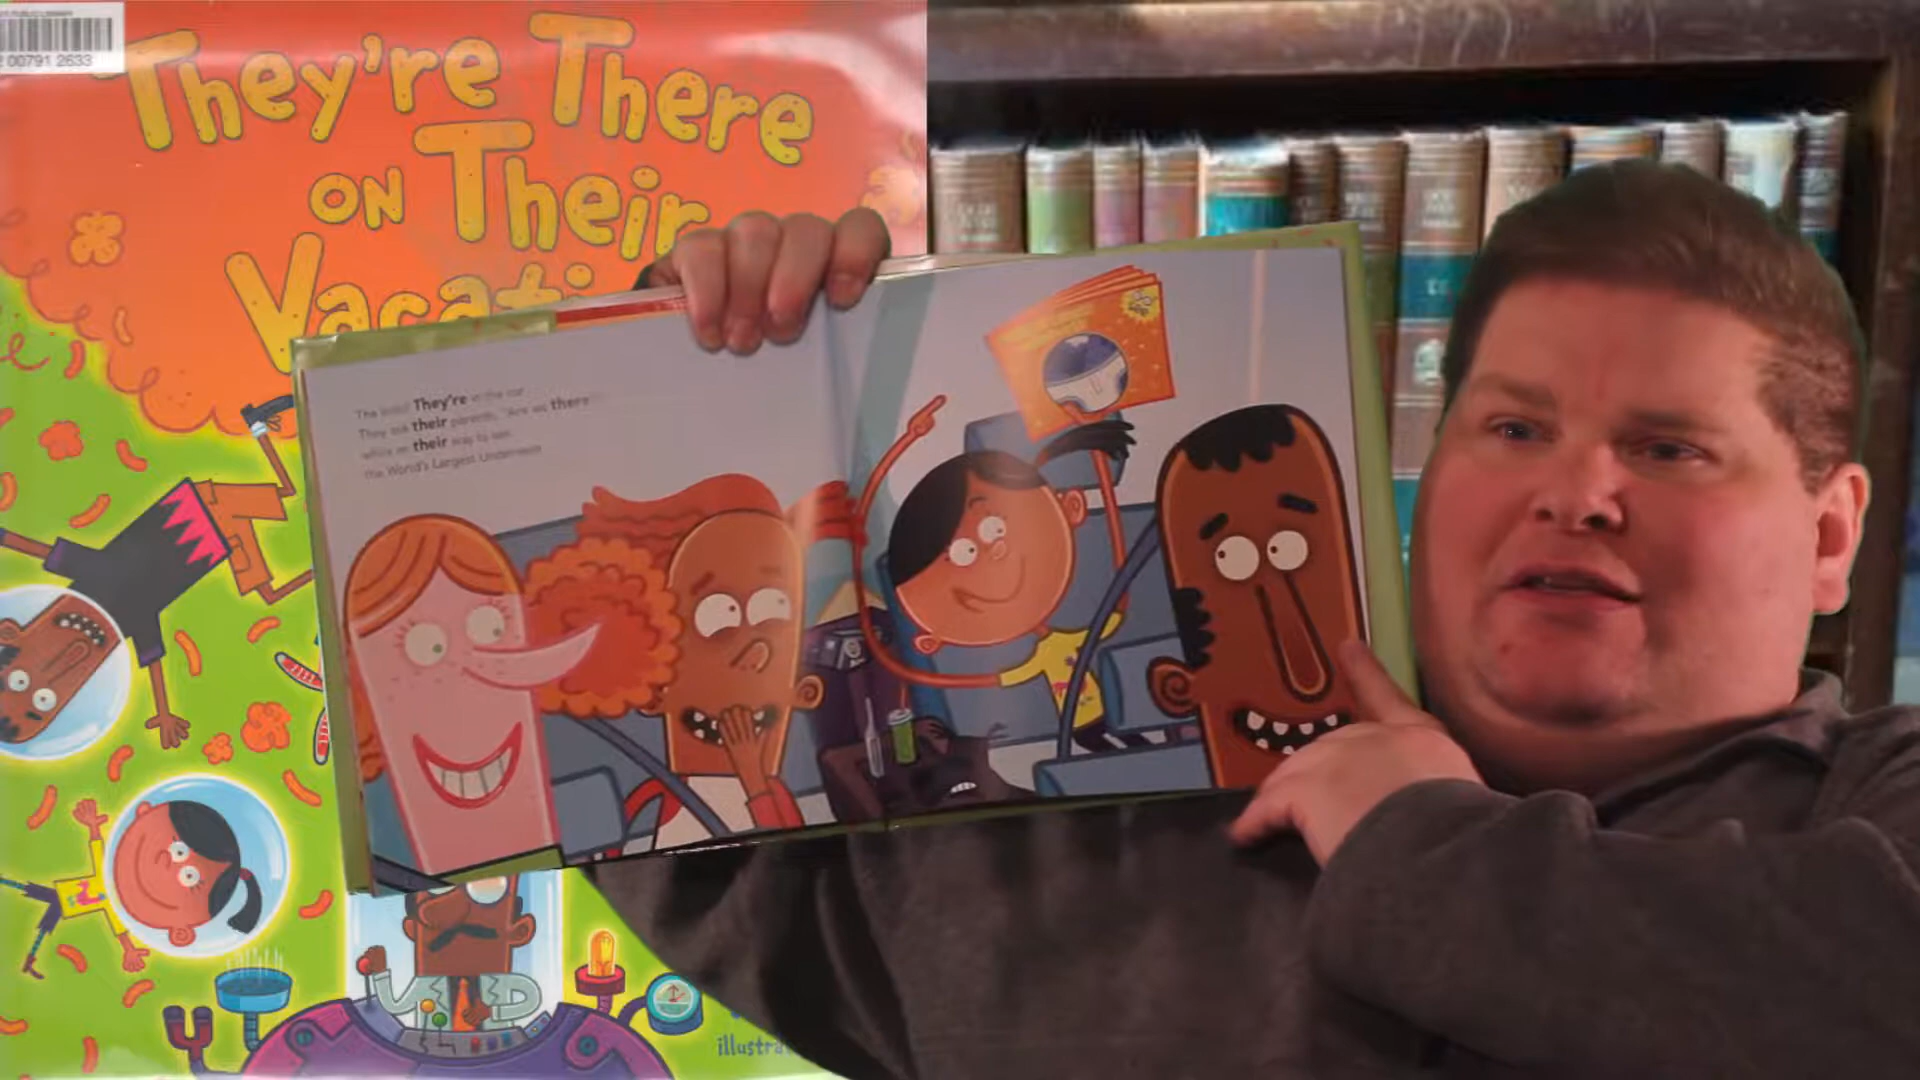 2 00791 2633
They're There
on Their
Vacati
The kids? They're in the car.
They ask their parents, "Are we there
while on their way to see
the World's Largest Underwear.
illustra